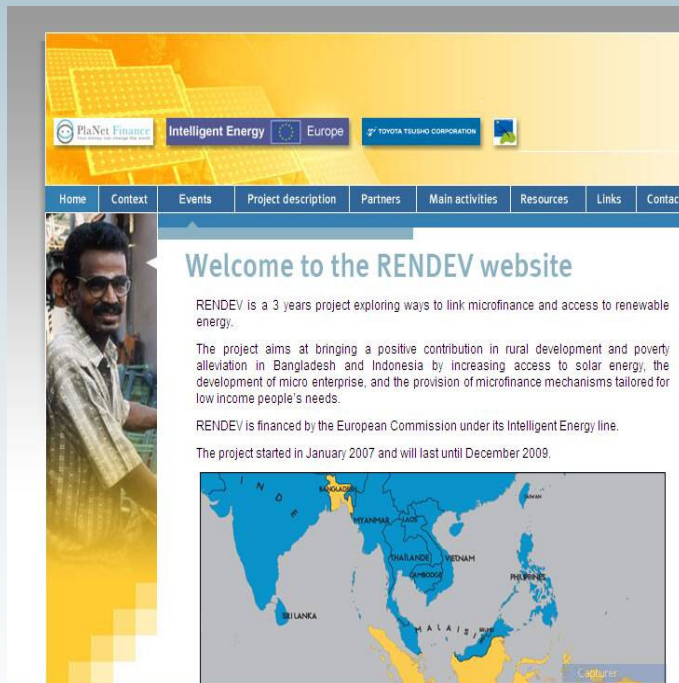 PlaNet Finance
Intelligent Energy Europe
TOYOTA TSUSHO CORPORATION
Home Context Events Project description Partners Main activities Resources Links Contac
Welcome to the RENDEV website
RENDEV is a 3 years project exploring ways to link microfinance and access to renewable
energy.
The project aims at bringing a positive contribution in rural development and poverty
alleviation in Bangladesh and Indonesia by increasing access to solar energy, the
development of micro enterprise, and the provision of microfinance mechanisms tailored for
low income people's needs.
RENDEV is financed by the European Commission under its Intelligent Energy line.
The project started in January 2007 and will last until December 2009.
INDE
BANGLADESH
TAIWAN
MYANMAR
LAOS
THAÏLANDE
VIETNAM
CAMBODGE
PHILIPPINES
SRI LANKA
MALAISIE
Capturer